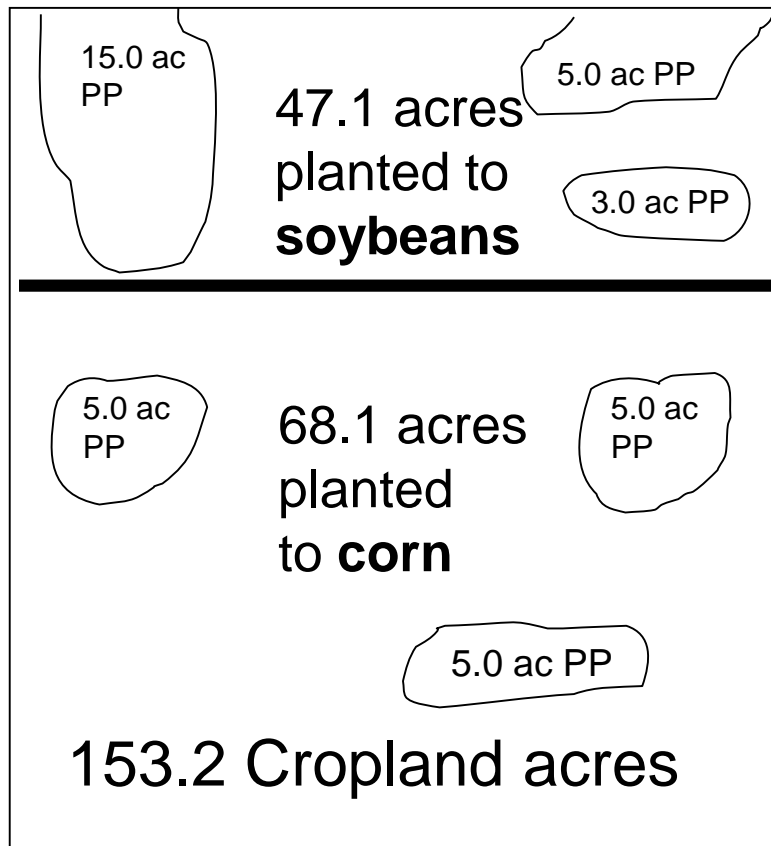 15.0 ac
PP
47.1 acres
planted to
soybeans
5.0 ac PP
3.0 ac PP
5.0 ac
PP
68.1 acres
planted
to corn
5.0 ac
PP
5.0 ac PP
153.2 Cropland acres